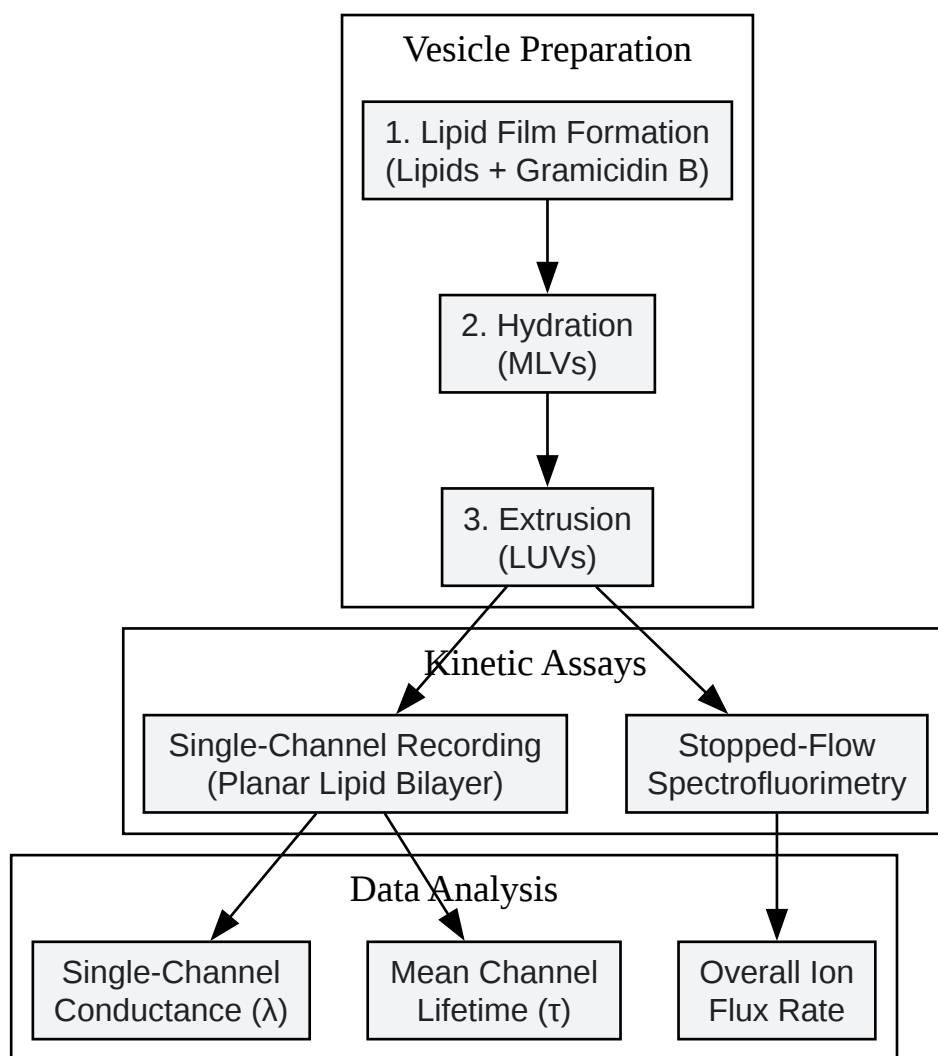 Vesicle Preparation
1. Lipid Film Formation
(Lipids + Gramicidin B)
2. Hydration
(MLVs)
3. Extrusion
(LUVs)
Kinetic Assays
Single-Channel Recording
(Planar Lipid Bilayer)
Stopped-Flow
Spectrofluorimetry
Data Analysis
Single-Channel
Conductance (λ)
Mean Channel
Lifetime (τ)
Overall Ion
Flux Rate